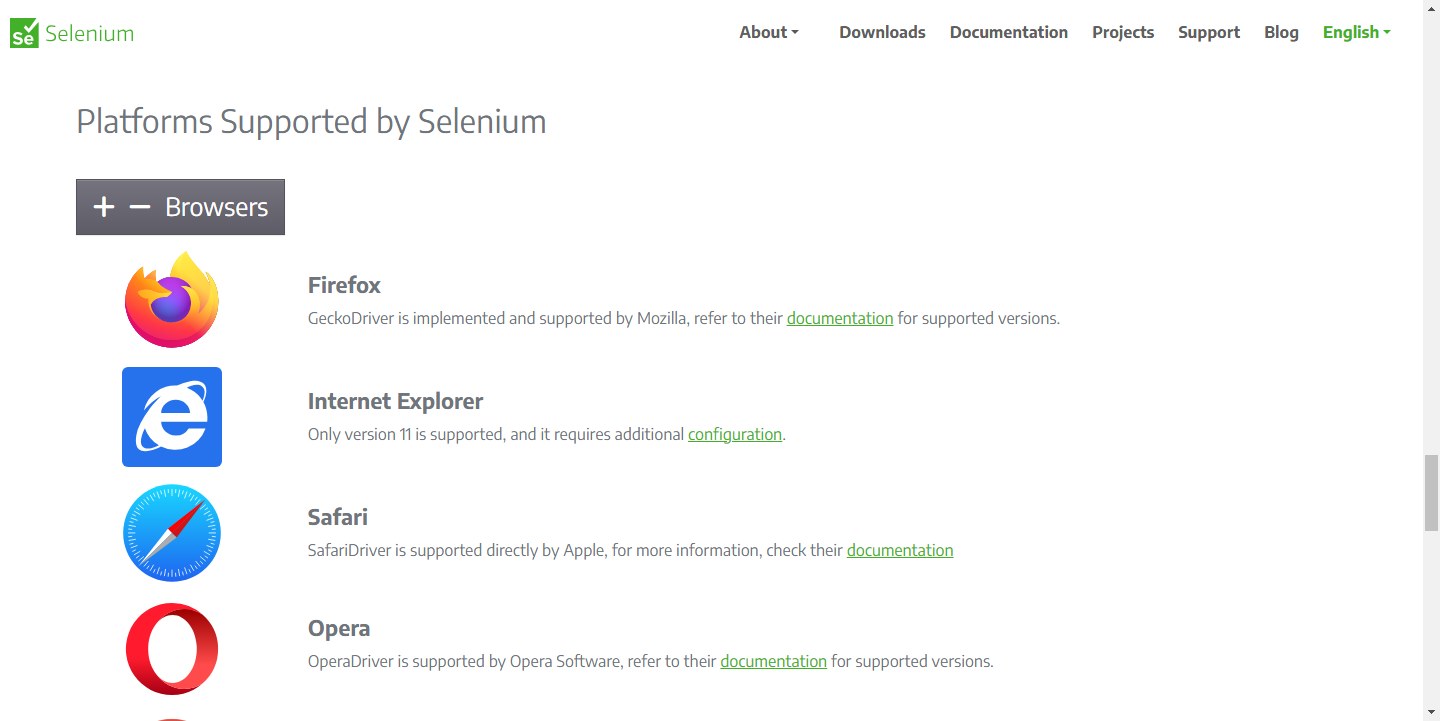 Se Selenium
About Downloads Documentation Projects Support Blog English
Platforms Supported by Selenium
+ − Browsers
Firefox
GeckoDriver is implemented and supported by Mozilla, refer to their documentation for supported versions.
Internet Explorer
Only version 11 is supported, and it requires additional configuration.
Safari
SafariDriver is supported directly by Apple, for more information, check their documentation
Opera
OperaDriver is supported by Opera Software, refer to their documentation for supported versions.